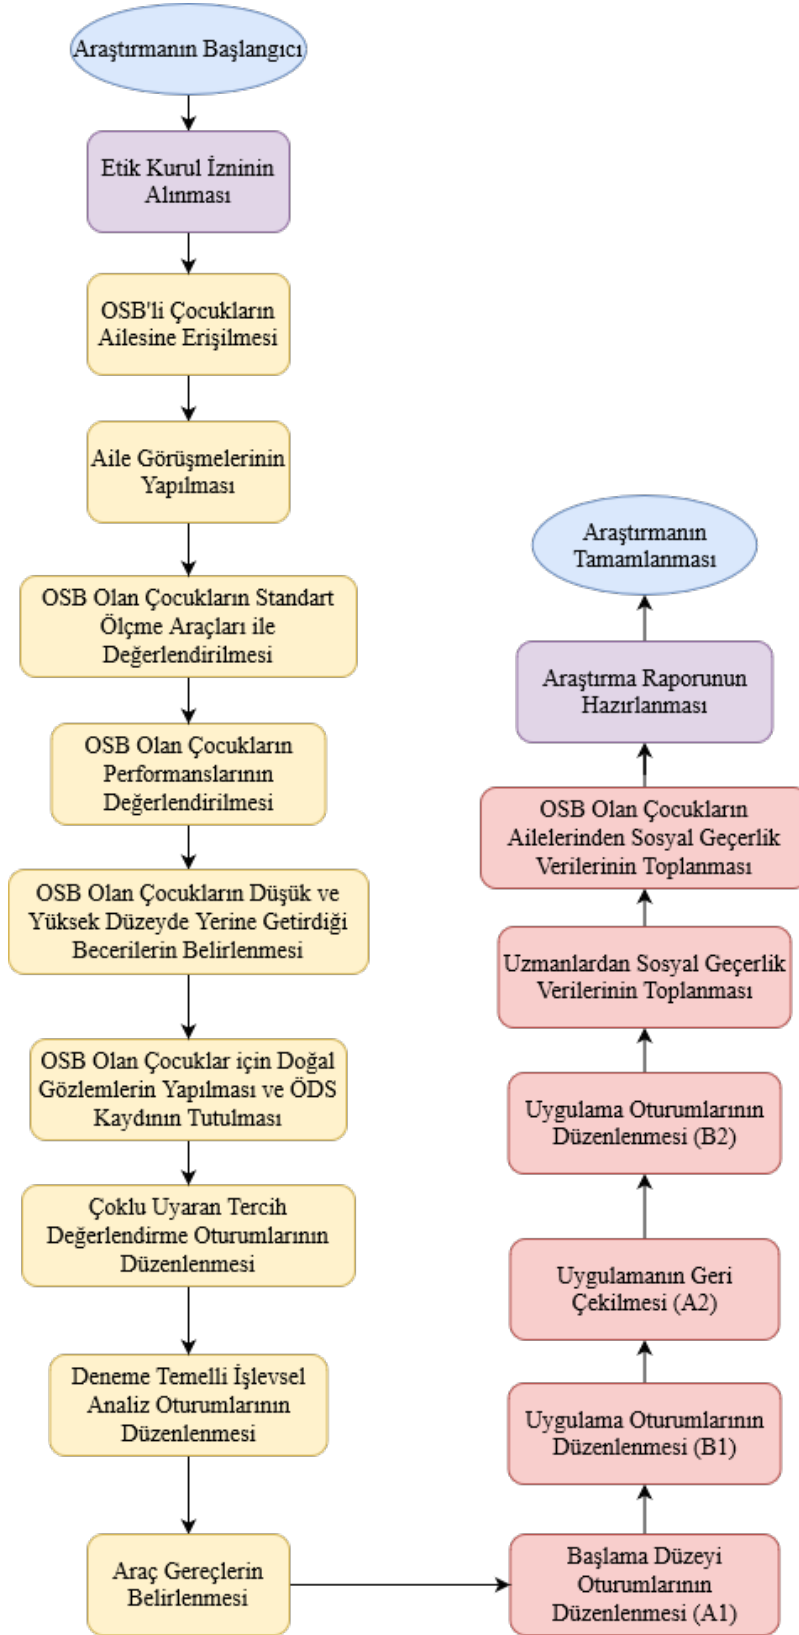 Araştırmanın Başlangıcı
Etik Kurul İzninin
Alınması
OSB'li Çocukların
Ailesine Erişilmesi
Aile Görüşmelerinin
Yapılması
OSB Olan Çocukların Standart
Ölçme Araçları ile
Değerlendirilmesi
OSB Olan Çocukların
Performanslarının
Değerlendirilmesi
OSB Olan Çocukların Düşük ve
Yüksek Düzeyde Yerine Getirdiği
Becerilerin Belirlenmesi
OSB Olan Çocuklar için Doğal
Gözlemlerin Yapılması ve ÖDS
Kaydının Tutulması
Çoklu Uyaran Tercih
Değerlendirme Oturumlarının
Düzenlenmesi
Deneme Temelli İşlevsel
Analiz Oturumlarının
Düzenlenmesi
Araç Gereçlerin
Belirlenmesi
Başlama Düzeyi
Oturumlarının
Düzenlenmesi (A1)
Uygulama Oturumlarının
Düzenlenmesi (B1)
Uygulamanın Geri
Çekilmesi (A2)
Uygulama Oturumlarının
Düzenlenmesi (B2)
Uzmanlardan Sosyal Geçerlik
Verilerinin Toplanması
OSB Olan Çocukların
Ailelerinden Sosyal Geçerlik
Verilerinin Toplanması
Araştırma Raporunun
Hazırlanması
Araştırmanın
Tamamlanması